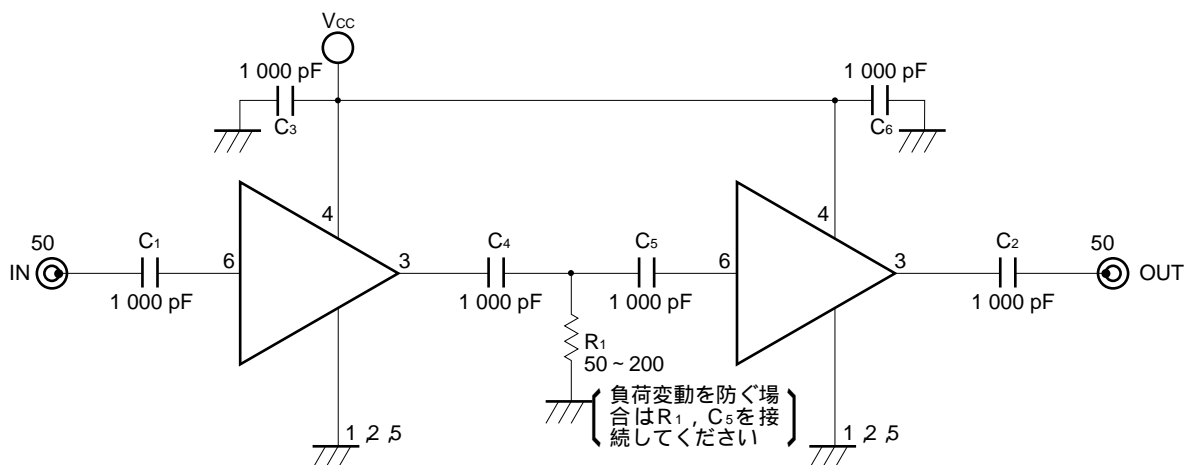 VCC
1 000 pF
C3
1 000 pF
C6
4
4
50
IN
C1
1 000 pF
6
3
C4
1 000 pF
C5
1 000 pF
6
3
C2
1 000 pF
50
OUT
R1
50 ~ 200
負荷変動を防ぐ場
合はR1 , C5を接
続してください
1 ,2 ,5
1 ,2 ,5